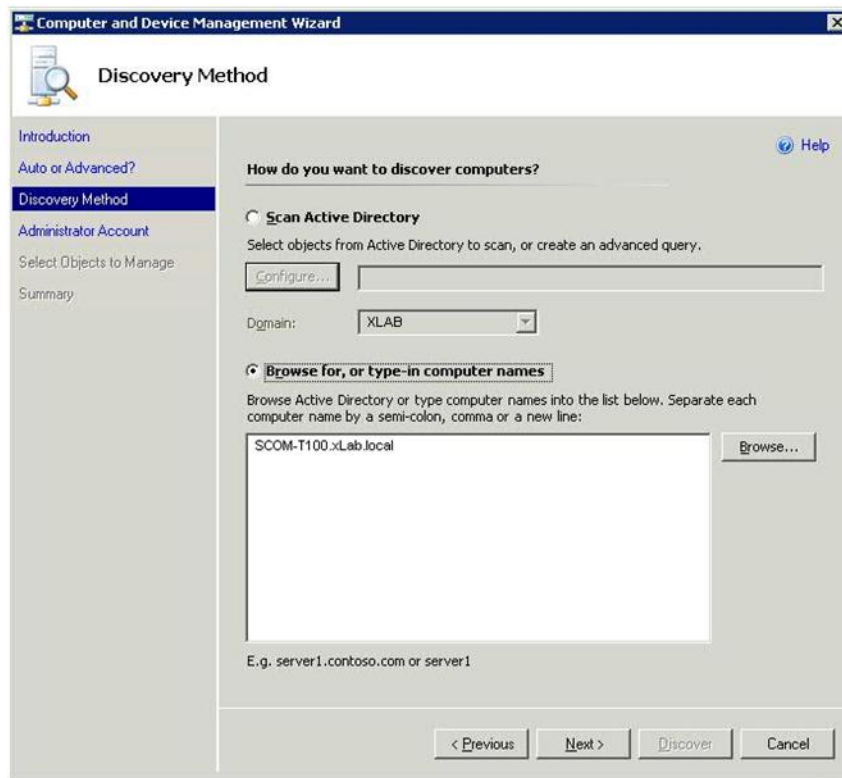 Computer and Device Management Wizard
Discovery Method
Introduction
Auto or Advanced?
Discovery Method
Administrator Account
Select Objects to Manage
Summary
Help
How do you want to discover computers?
Scan Active Directory
Select objects from Active Directory to scan, or create an advanced query.
Configure...
Domain:
XLAB
Browse for, or type-in computer names
Browse Active Directory or type computer names into the list below. Separate each
computer name by a semi-colon, comma or a new line:
SCOM-T100.xLab.local
Browse...
E.g. server1.contoso.com or server1
< Previous
Next >
Discover
Cancel